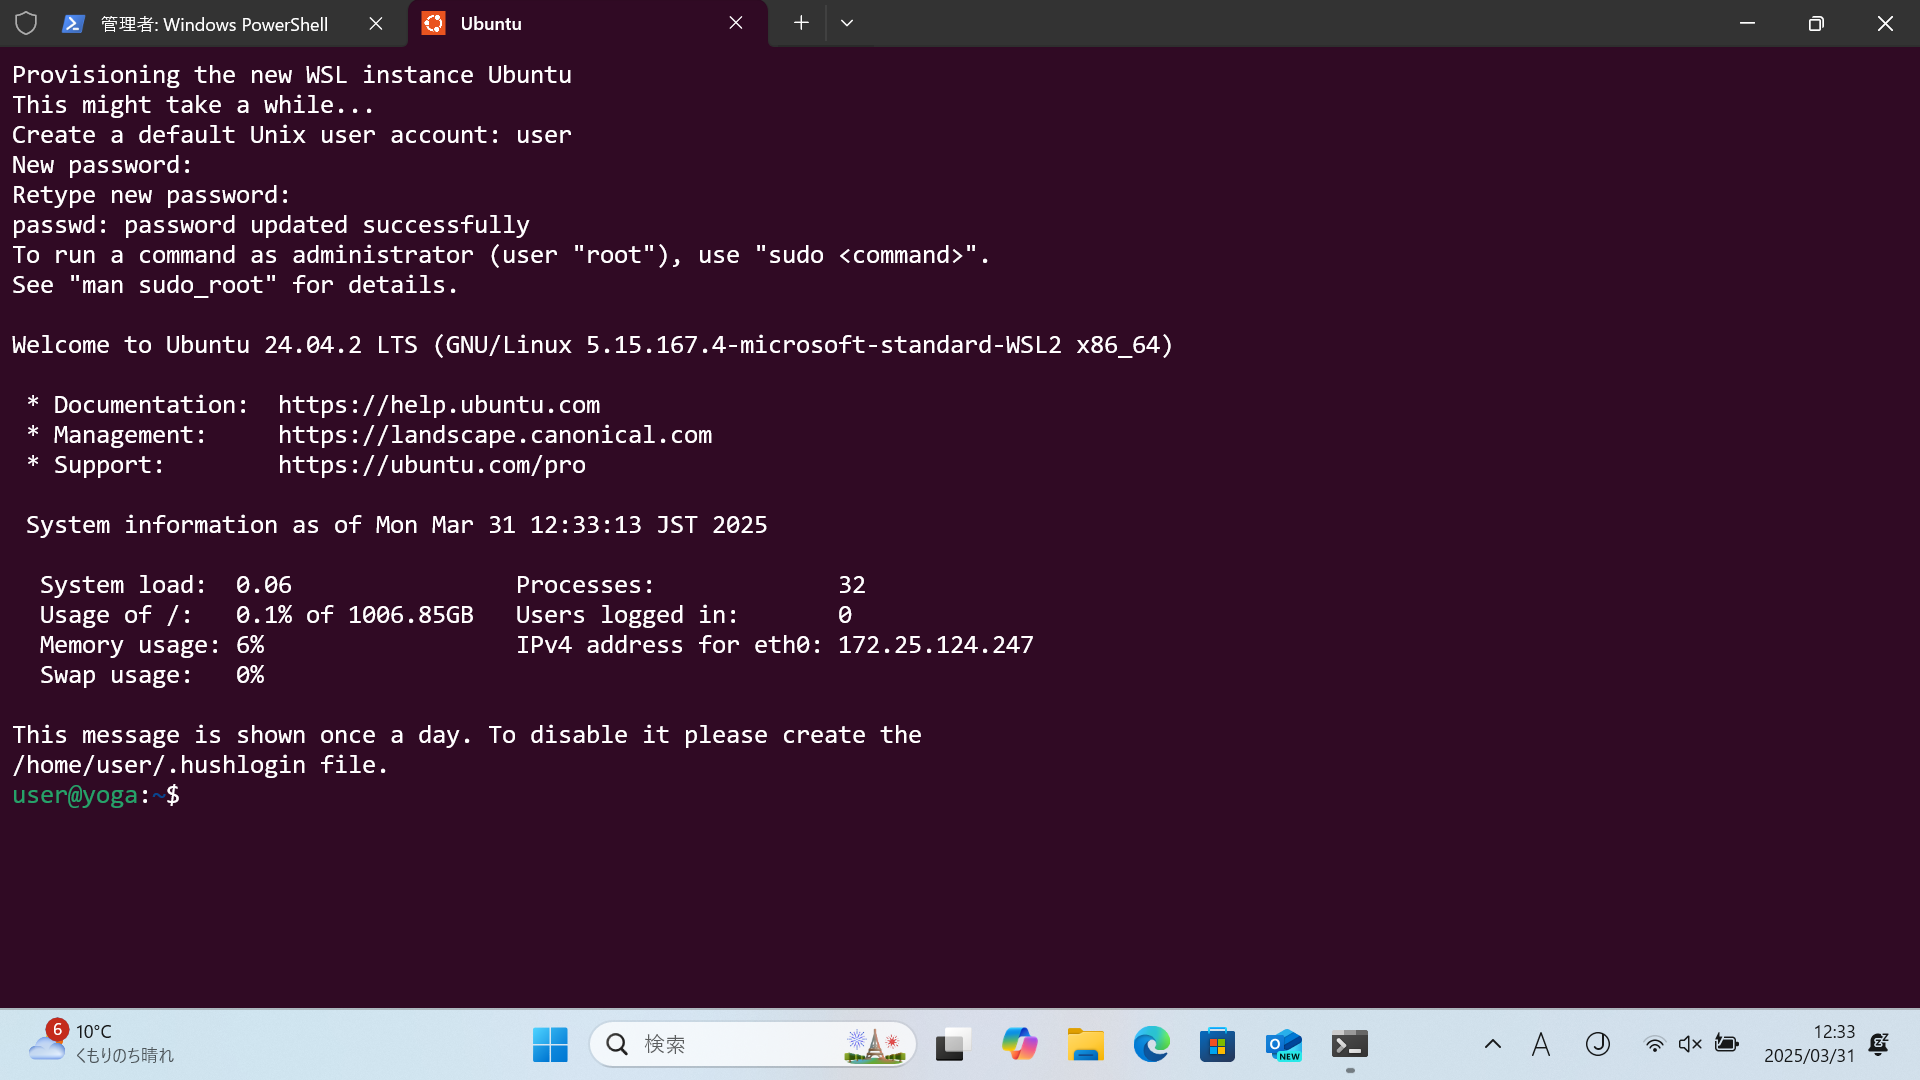 管理者: Windows PowerShell
Ubuntu
Provisioning the new WSL instance Ubuntu
This might take a while...
Create a default Unix user account: user
New password:
Retype new password:
passwd: password updated successfully
To run a command as administrator (user "root"), use "sudo <command>".
See "man sudo_root" for details.
Welcome to Ubuntu 24.04.2 LTS (GNU/Linux 5.15.167.4-microsoft-standard-WSL2 x86_64)
* Documentation:  https://help.ubuntu.com
* Management:     https://landscape.canonical.com
* Support:        https://ubuntu.com/pro
System information as of Mon Mar 31 12:33:13 JST 2025
System load:  0.06                Processes:             32
Usage of /:   0.1% of 1006.85GB   Users logged in:       0
Memory usage: 6%                  IPv4 address for eth0: 172.25.124.247
Swap usage:   0%
This message is shown once a day. To disable it please create the
/home/user/.hushlogin file.
user@yoga:~$
6
10°C
くもりのち晴れ
検索
NEW
A
J
12:33
2025/03/31